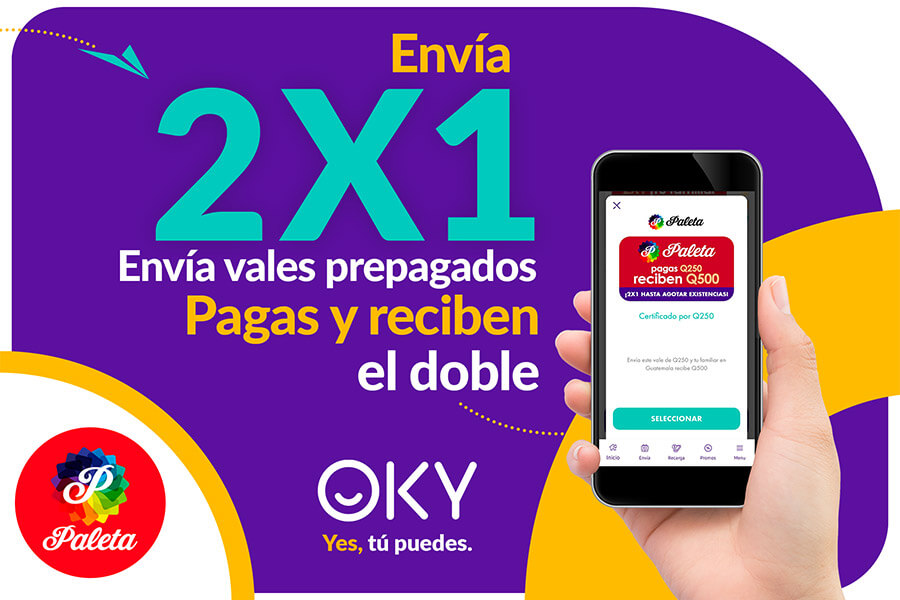 Envía
2X1
Envía vales prepagados
Pagas y reciben
el doble
OKY
Yes, tú puedes.
P
Paleta
P Paleta
P Paleta
pagas Q250
reciben Q500
¡2X1 HASTA AGOTAR EXISTENCIAS!
Certificado por Q250
Envía este vale de Q250 y tu familiar en
Guatemala recibe Q500
SELECCIONAR
Inicio Envía Recarga Promos Menu